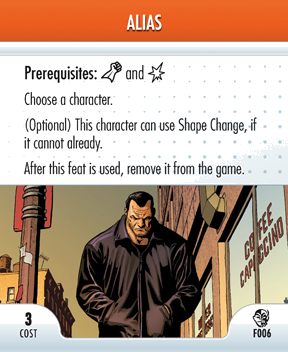 ALIAS
Prerequisites: and
Choose a character.
(Optional) This character can use Shape Change, if
it cannot already.
After this feat is used, remove it from the game.
COFFEE
CAPPUCCINO
3
COST
F006